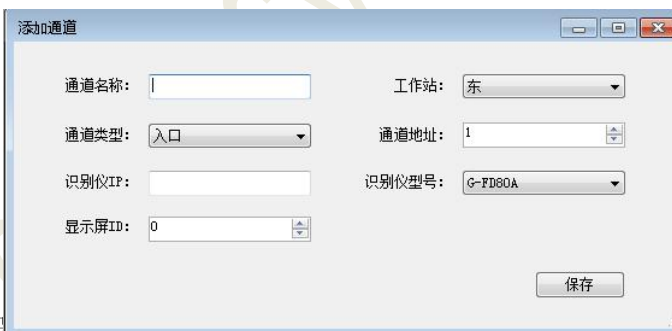 添加通道
通道名称： 工作站： 东
通道类型： 入口 通道地址： 1
识别仪IP： 识别仪型号： G-FD80A
显示屏ID： 0
保存